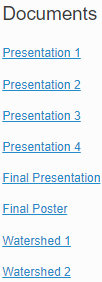 Documents
Presentation 1
Presentation 2
Presentation 3
Presentation 4
Final Presentation
Final Poster
Watershed 1
Watershed 2